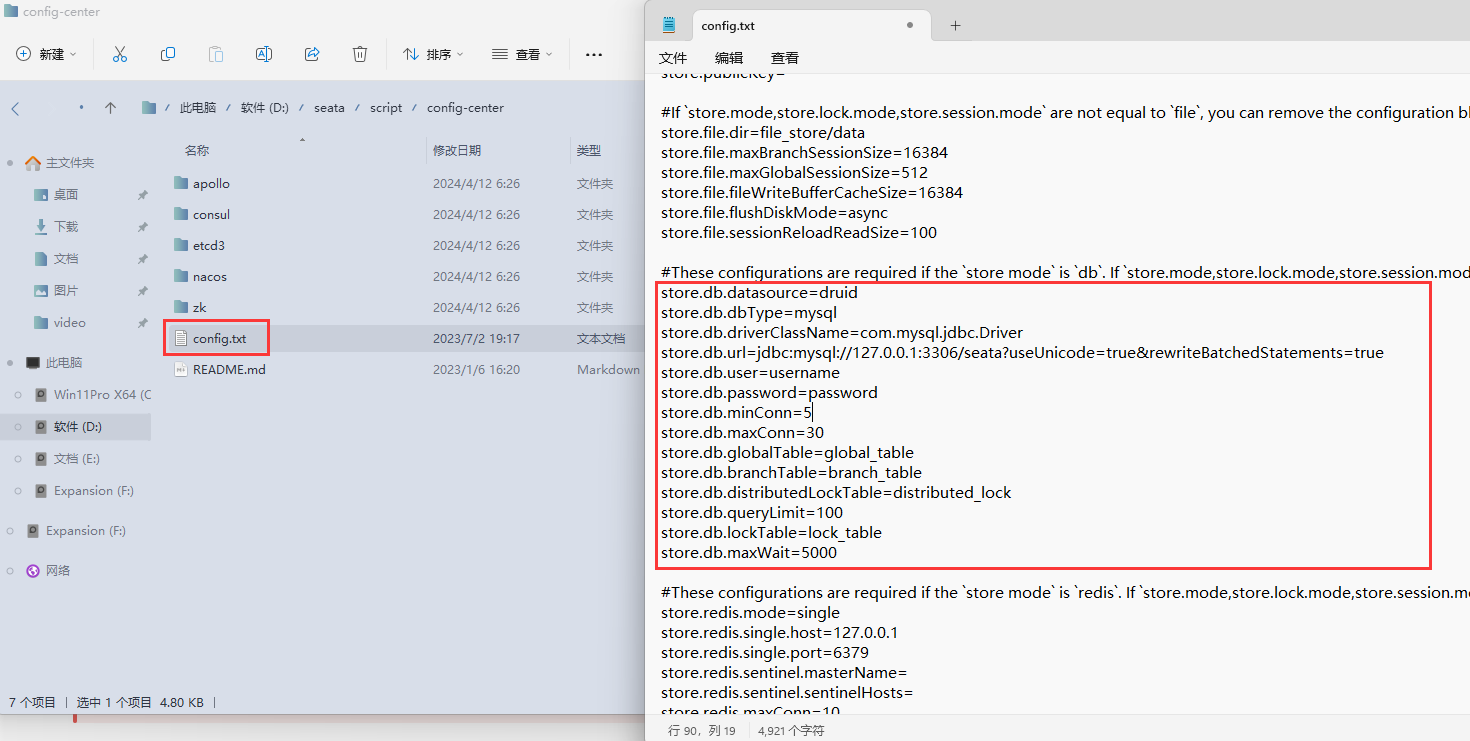 config-center
新建
排序
查看
此电脑 / 软件 (D:) / seata / script / config-center
名称 修改日期 类型
主文件夹
桌面
下载
文档
图片
video
此电脑
Win11Pro X64 (C
软件 (D:)
文档 (E:)
Expansion (F:)
Expansion (F:)
网络
apollo 2024/4/12 6:26 文件夹
consul 2024/4/12 6:26 文件夹
etcd3 2024/4/12 6:26 文件夹
nacos 2024/4/12 6:26 文件夹
zk 2024/4/12 6:26 文件夹
config.txt 2023/7/2 19:17 文本文档
README.md 2023/1/6 16:20 Markdown
7 个项目 | 选中 1 个项目 4.80 KB |
config.txt
文件 编辑 查看
store.publicKey=
#If `store.mode,store.lock.mode,store.session.mode` are not equal to `file`, you can remove the configuration bl
store.file.dir=file_store/data
store.file.maxBranchSessionSize=16384
store.file.maxGlobalSessionSize=512
store.file.fileWriteBufferCacheSize=16384
store.file.flushDiskMode=async
store.file.sessionReloadReadSize=100
#These configurations are required if the `store mode` is `db`. If `store.mode,store.lock.mode,store.session.mod
store.db.datasource=druid
store.db.dbType=mysql
store.db.driverClassName=com.mysql.jdbc.Driver
store.db.url=jdbc:mysql://127.0.0.1:3306/seata?useUnicode=true&rewriteBatchedStatements=true
store.db.user=username
store.db.password=password
store.db.minConn=5
store.db.maxConn=30
store.db.globalTable=global_table
store.db.branchTable=branch_table
store.db.distributedLockTable=distributed_lock
store.db.queryLimit=100
store.db.lockTable=lock_table
store.db.maxWait=5000
#These configurations are required if the `store mode` is `redis`. If `store.mode,store.lock.mode,store.session.mo
store.redis.mode=single
store.redis.single.host=127.0.0.1
store.redis.single.port=6379
store.redis.sentinel.masterName=
store.redis.sentinel.sentinelHosts=
store.redis.maxConn=10
行 90, 列 19 4,921 个字符